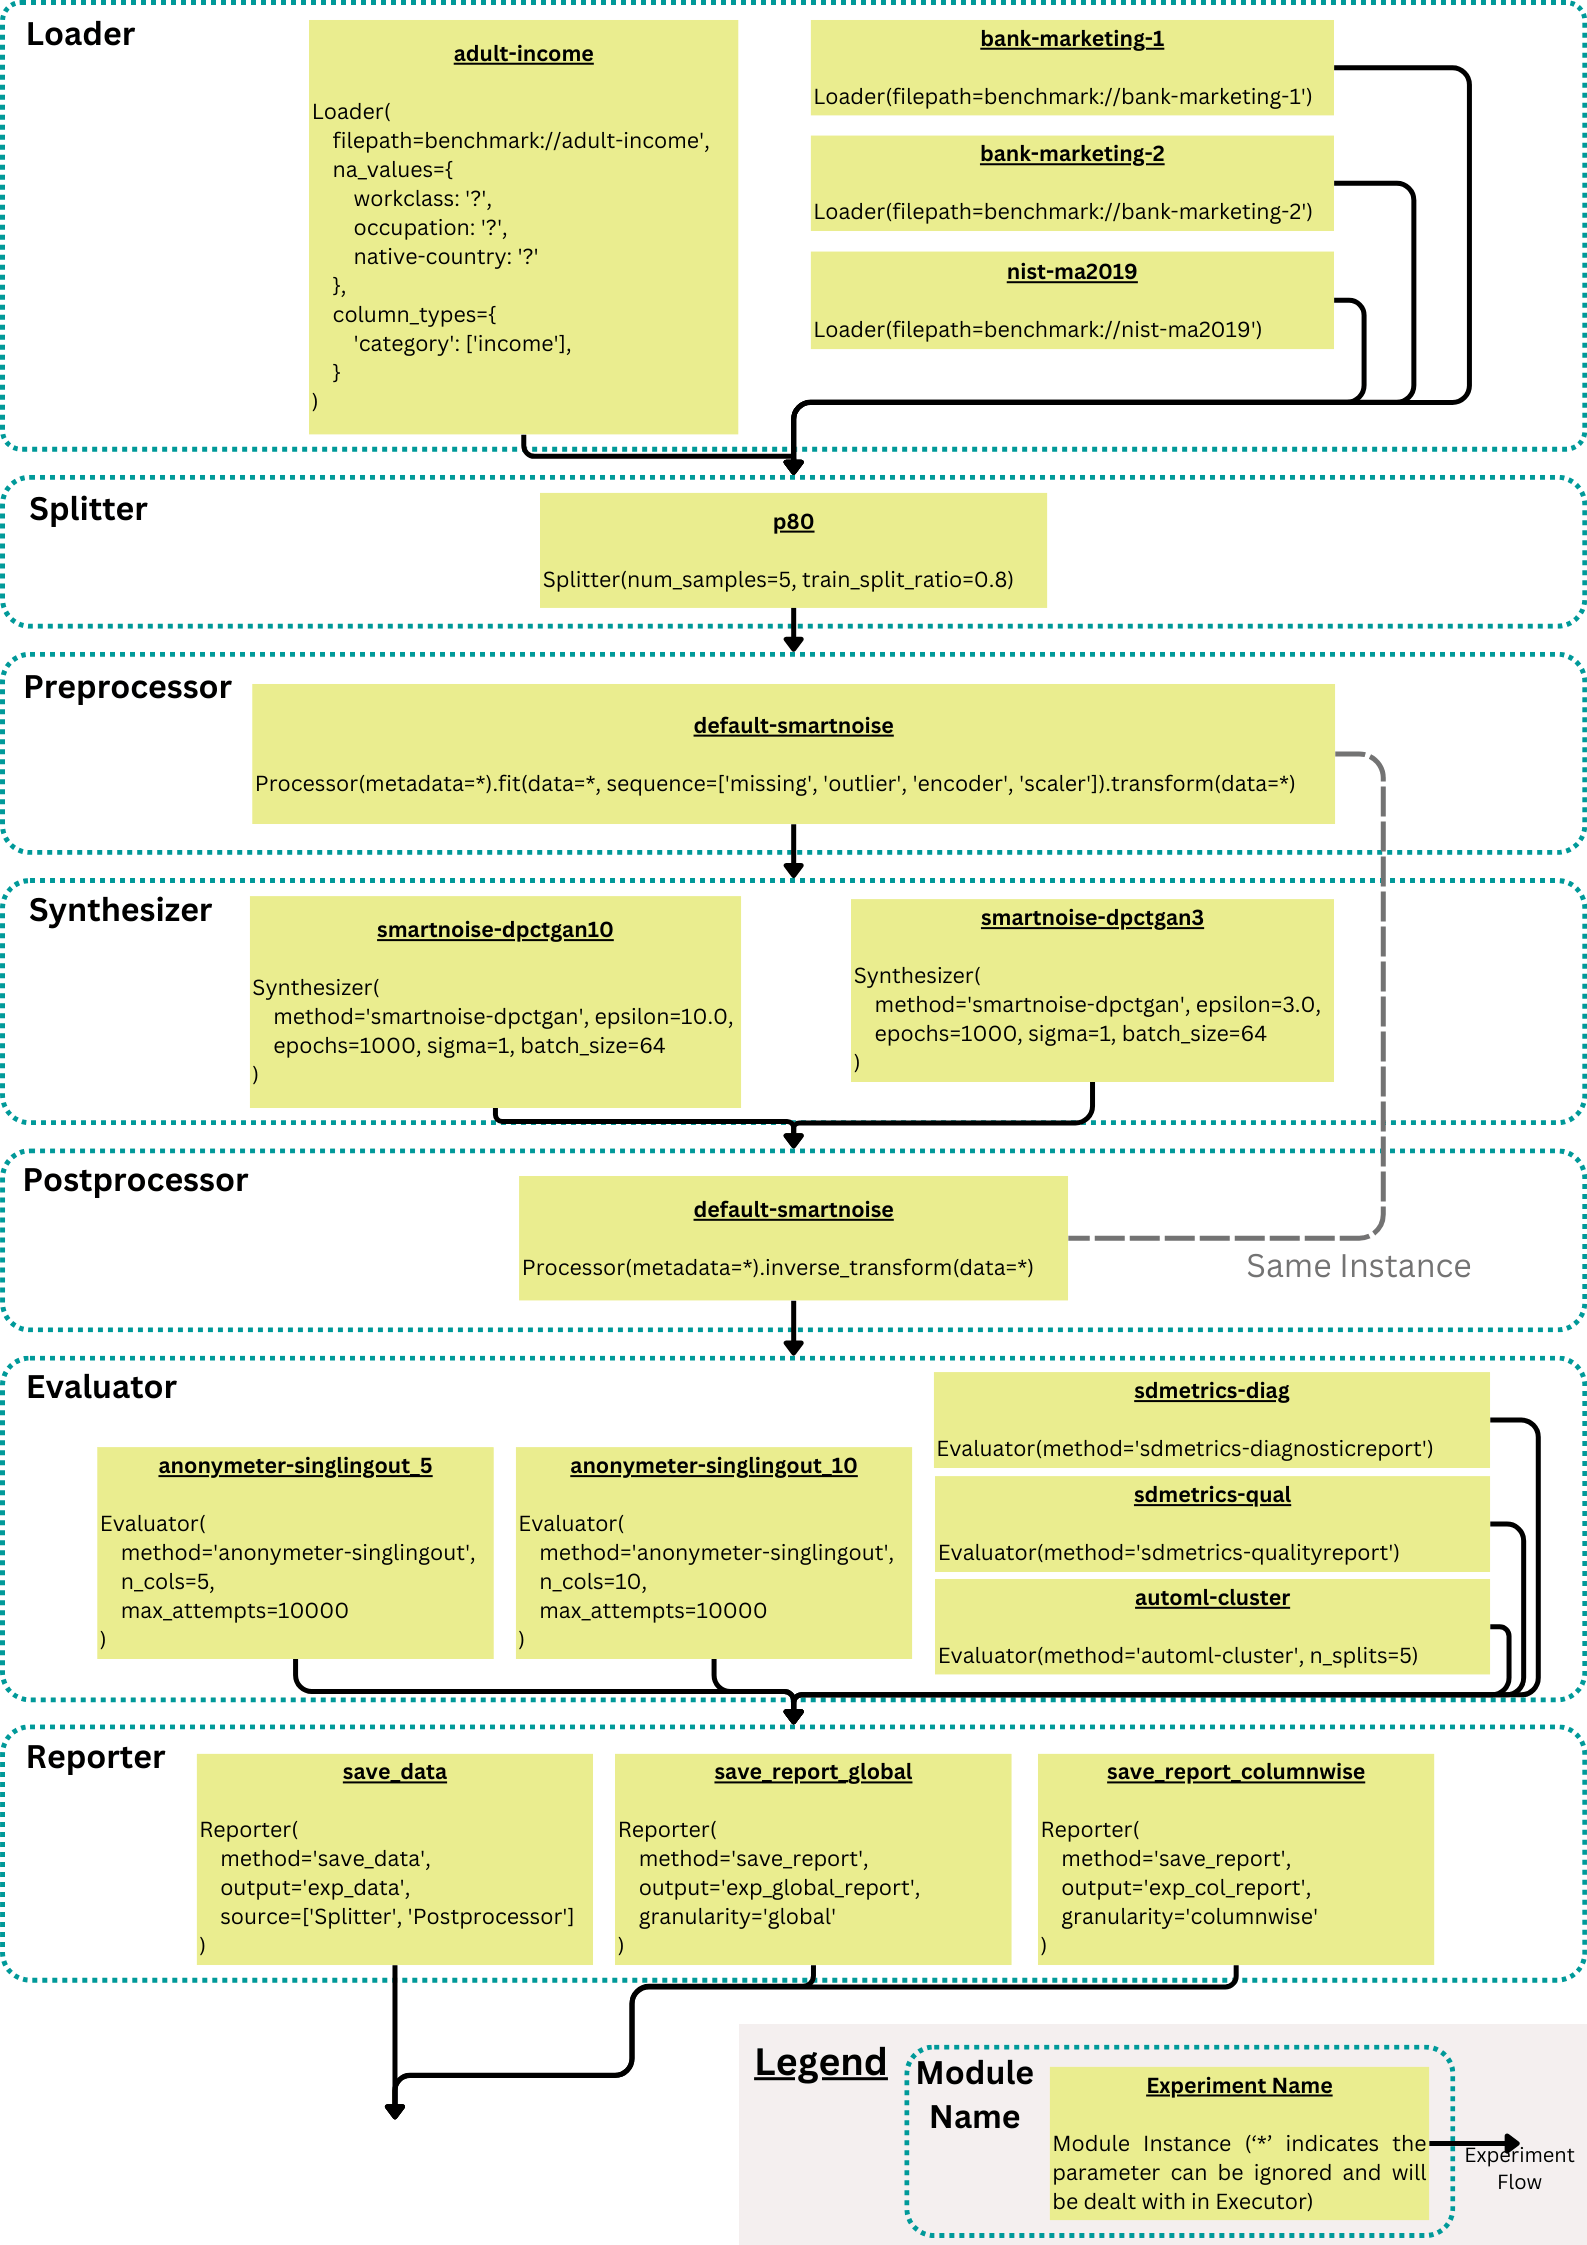 Loader
adult-income
Loader(
filepath=benchmark://adult-income',
na_values={
workclass: '?',
occupation: '?',
native-country: '?'
},
column_types={
'category': ['income'],
}
)
bank-marketing-1
Loader(filepath=benchmark://bank-marketing-1')
bank-marketing-2
Loader(filepath=benchmark://bank-marketing-2')
nist-ma2019
Loader(filepath=benchmark://nist-ma2019')
Splitter
p80
Splitter(num_samples=5, train_split_ratio=0.8)
Preprocessor
default-smartnoise
Processor(metadata=*).fit(data=*, sequence=['missing', 'outlier', 'encoder', 'scaler']).transform(data=*)
Synthesizer
smartnoise-dpctgan10
Synthesizer(
method='smartnoise-dpctgan', epsilon=10.0,
epochs=1000, sigma=1, batch_size=64
)
smartnoise-dpctgan3
Synthesizer(
method='smartnoise-dpctgan', epsilon=3.0,
epochs=1000, sigma=1, batch_size=64
)
Postprocessor
default-smartnoise
Processor(metadata=*).inverse_transform(data=*)
Same Instance
Evaluator
anonymeter-singlingout_5
Evaluator(
method='anonymeter-singlingout',
n_cols=5,
max_attempts=10000
)
anonymeter-singlingout_10
Evaluator(
method='anonymeter-singlingout',
n_cols=10,
max_attempts=10000
)
sdmetrics-diag
Evaluator(method='sdmetrics-diagnosticreport')
sdmetrics-qual
Evaluator(method='sdmetrics-qualityreport')
automl-cluster
Evaluator(method='automl-cluster', n_splits=5)
Reporter
save_data
Reporter(
method='save_data',
output='exp_data',
source=['Splitter', 'Postprocessor']
)
save_report_global
Reporter(
method='save_report',
output='exp_global_report',
granularity='global'
)
save_report_columnwise
Reporter(
method='save_report',
output='exp_col_report',
granularity='columnwise'
)
Legend
Module
Name
Experiment Name
Module Instance (‘*’ indicates the
parameter can be ignored and will
be dealt with in Executor)
Experiment
Flow